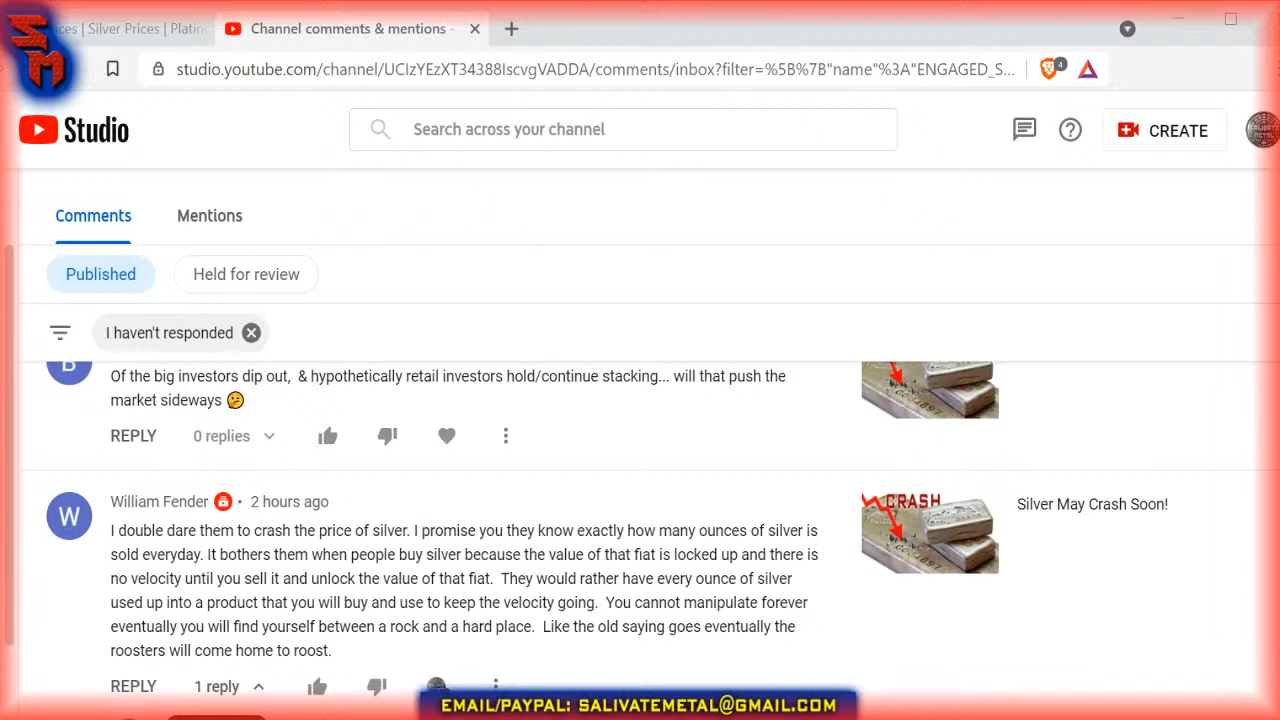 SM
ices | Silver Prices | Platin
Channel comments & mentions -
studio.youtube.com/channel/UCIzYEzXT34388IscvgVADDA/comments/inbox?filter=%5B%7B"name"%3A"ENGAGED_S...
4
Studio
Search across your channel
CREATE
Comments
Mentions
Published
Held for review
I haven't responded
B
Of the big investors dip out, & hypothetically retail investors hold/continue stacking... will that push the
market sideways 🫤
REPLY
0 replies
W
William Fender
2 hours ago
I double dare them to crash the price of silver. I promise you they know exactly how many ounces of silver is
sold everyday. It bothers them when people buy silver because the value of that fiat is locked up and there is
no velocity until you sell it and unlock the value of that fiat. They would rather have every ounce of silver
used up into a product that you will buy and use to keep the velocity going. You cannot manipulate forever
eventually you will find yourself between a rock and a hard place. Like the old saying goes eventually the
roosters will come home to roost.
CRASH
Silver May Crash Soon!
REPLY
1 reply
EMAIL/PAYPAL: SALIVATEMETAL@GMAIL.COM